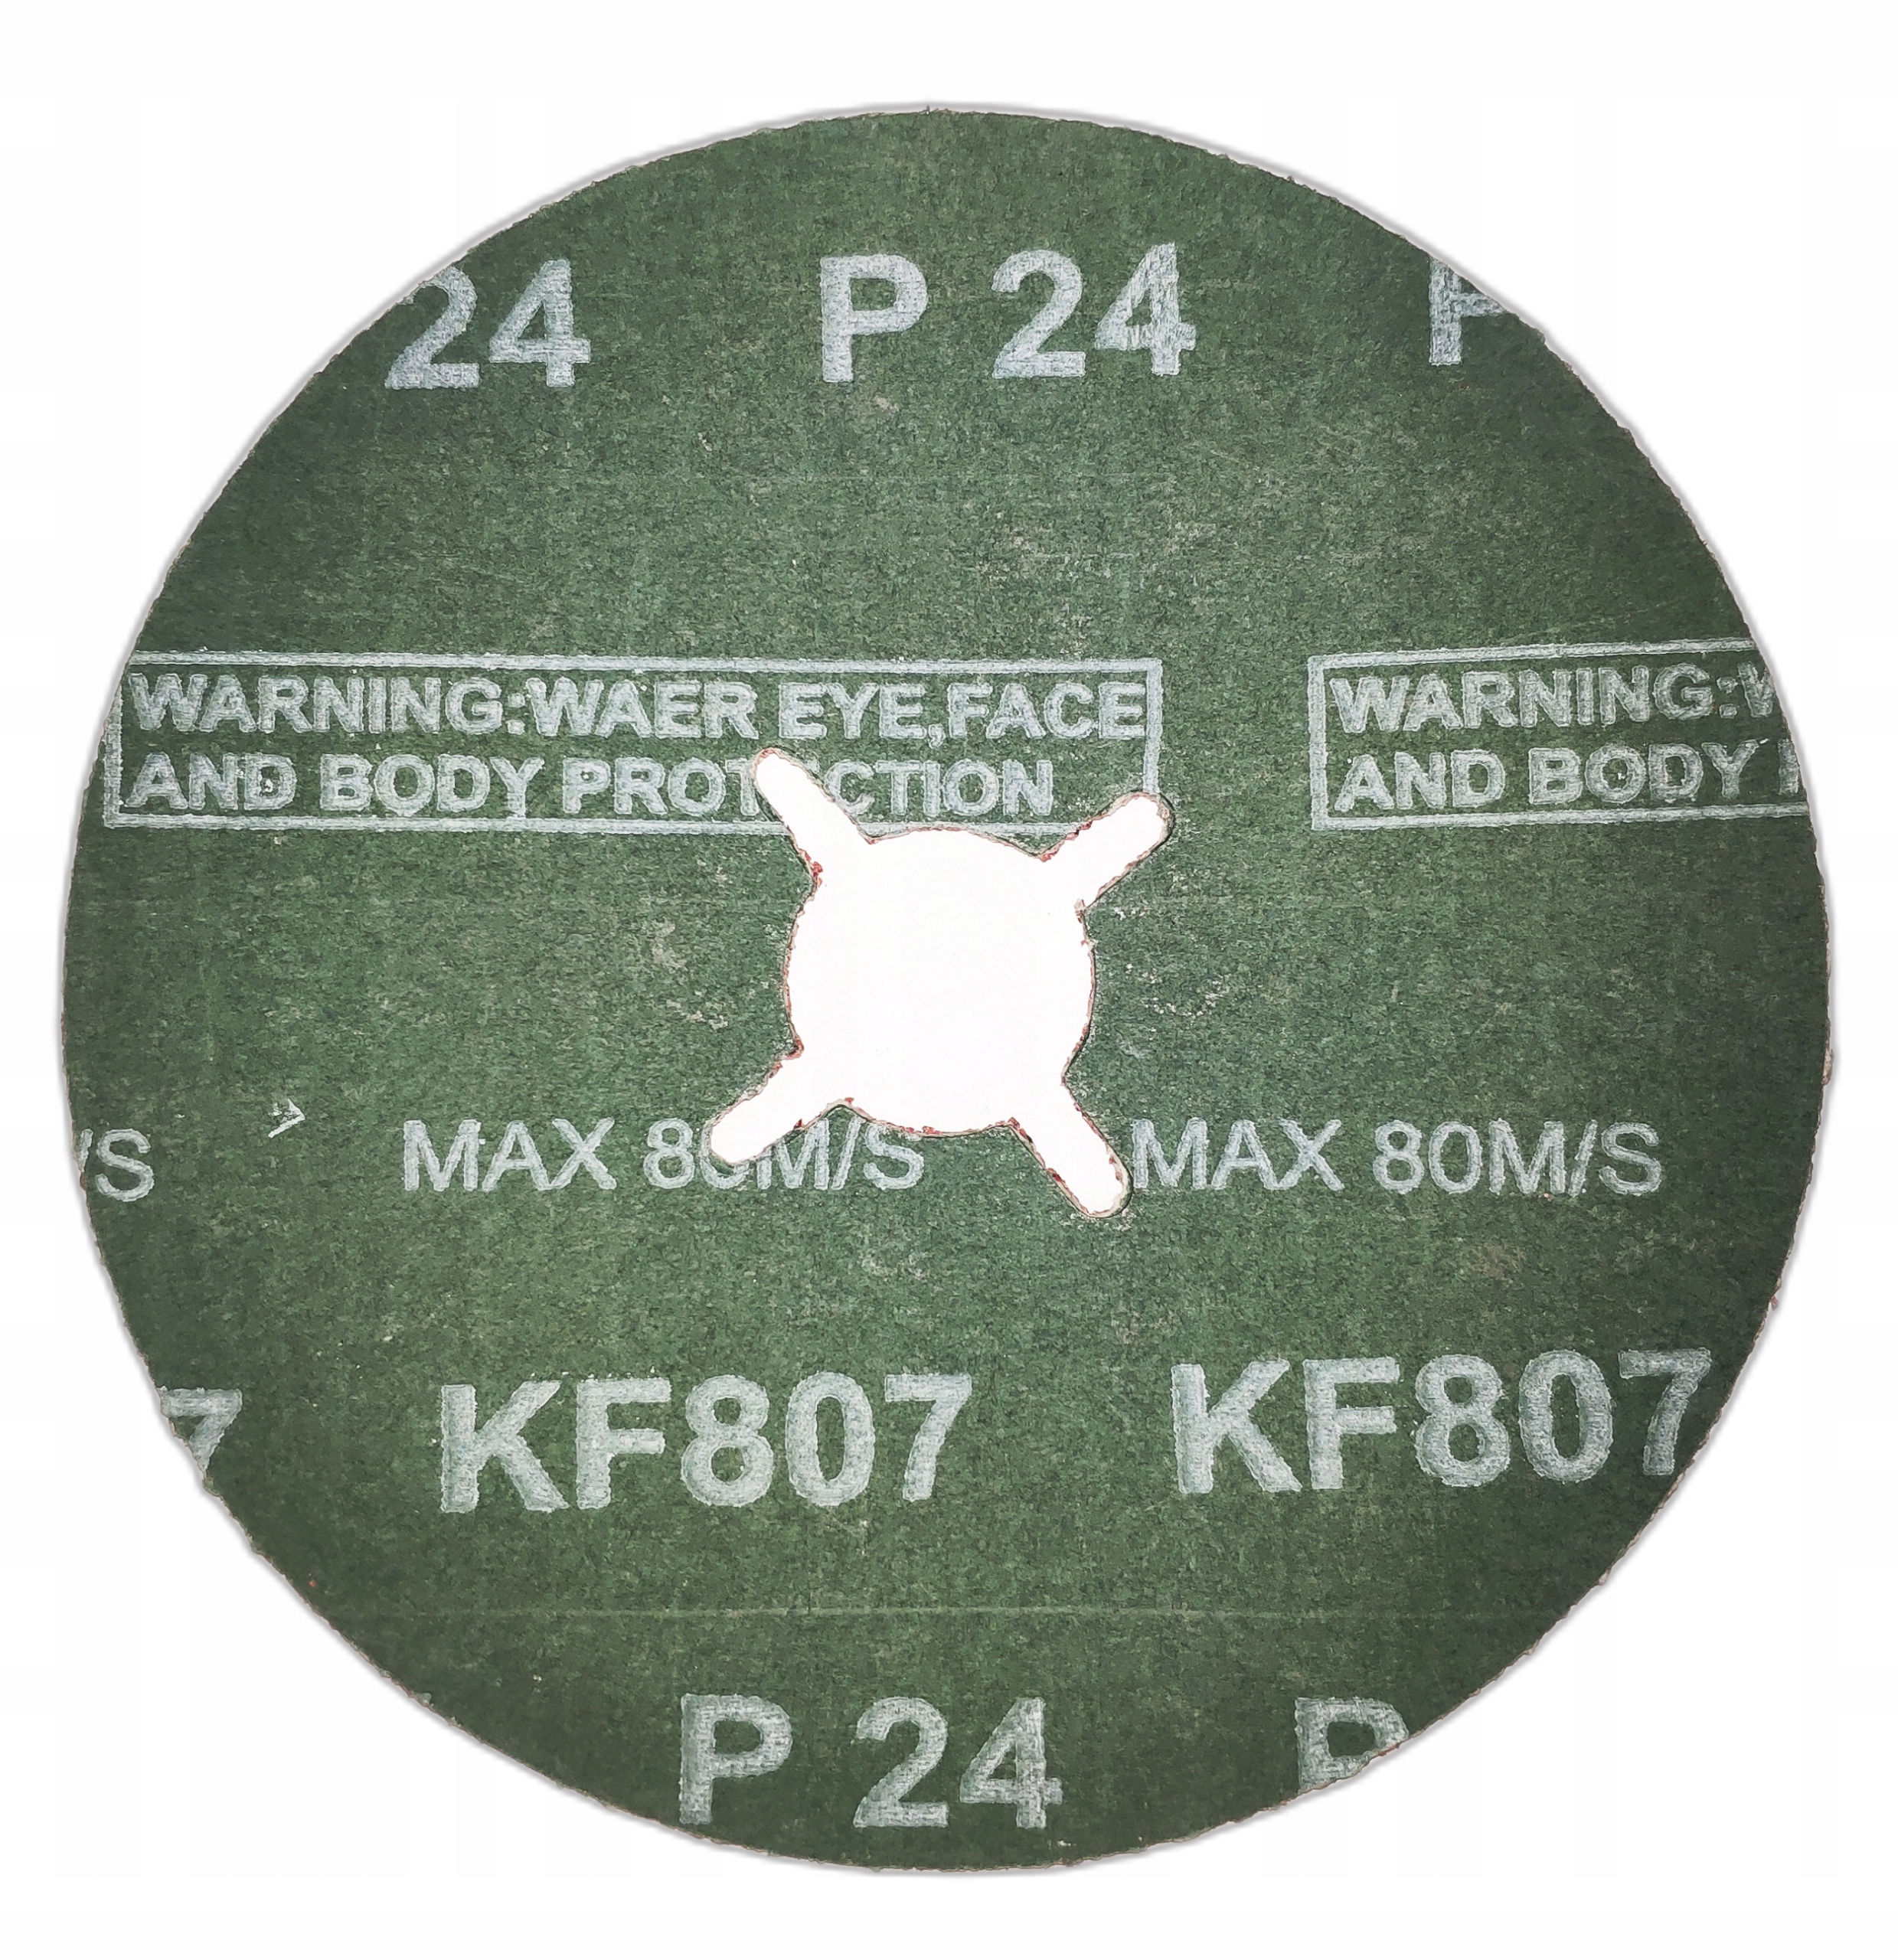 24 P 24 P
WARNING:WAER EYE,FACE WARNING:
AND BODY PROTECTION AND BODY
/S MAX 80M/S MAX 80M/S
7 KF807 KF807
P 24 P